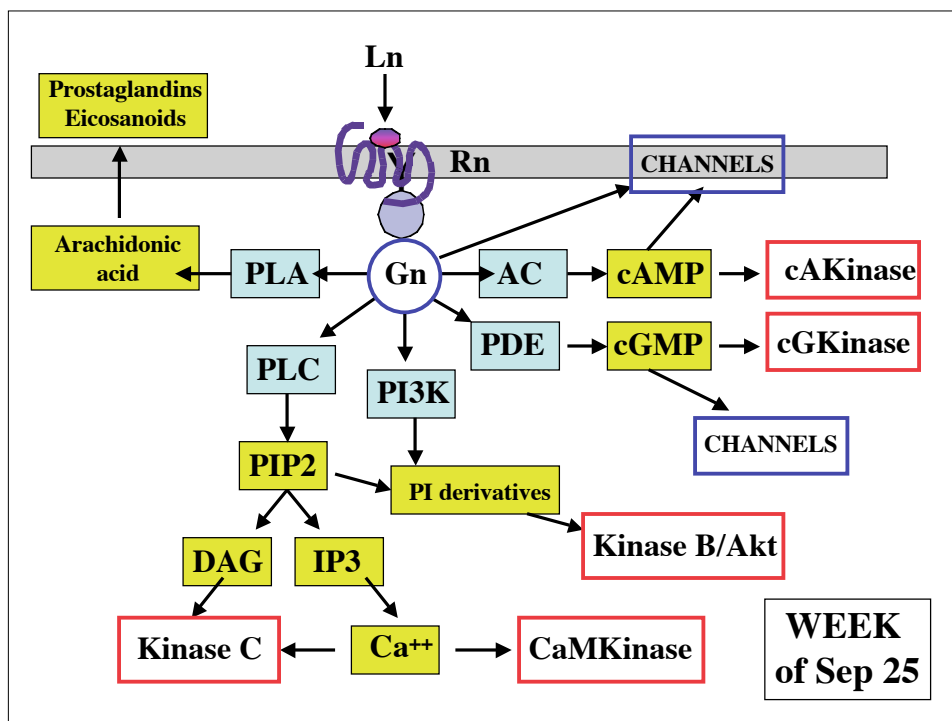 Ln
Prostaglandins
Eicosanoids
Rn
CHANNELS
Arachidonic
acid
PLA
Gn
AC
cAMP
cAKinase
PLC
PI3K
PDE
cGMP
cGKinase
CHANNELS
PIP2
PI derivatives
DAG
IP3
Kinase B/Akt
Kinase C
Ca++
CaMKinase
WEEK
of Sep 25